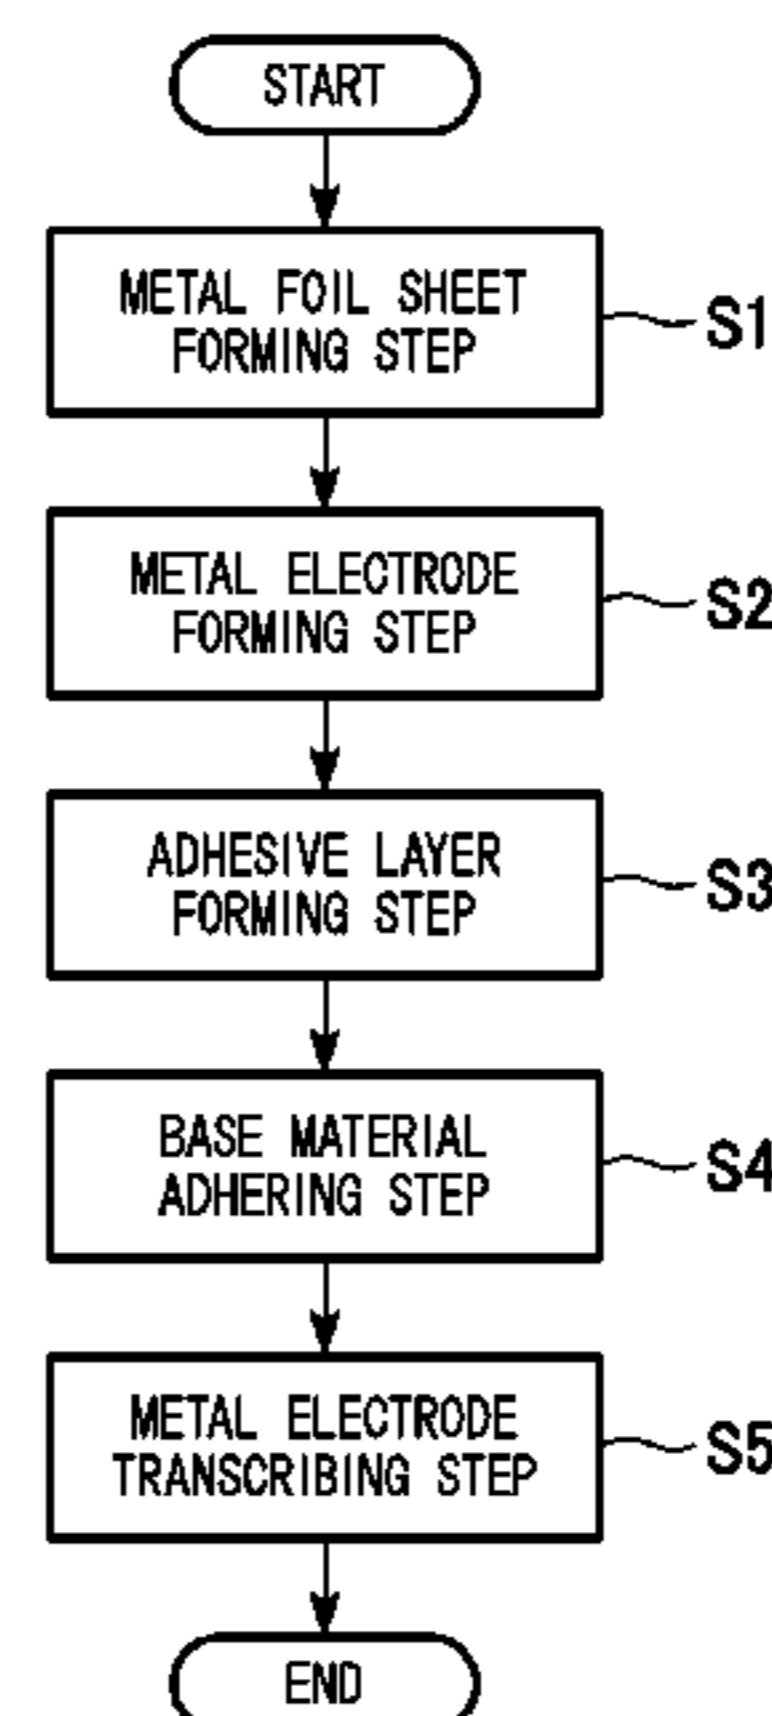 START
METAL FOIL SHEET
FORMING STEP
S1
METAL ELECTRODE
FORMING STEP
S2
ADHESIVE LAYER
FORMING STEP
S3
BASE MATERIAL
ADHERING STEP
S4
METAL ELECTRODE
TRANSCRIBING STEP
S5
END